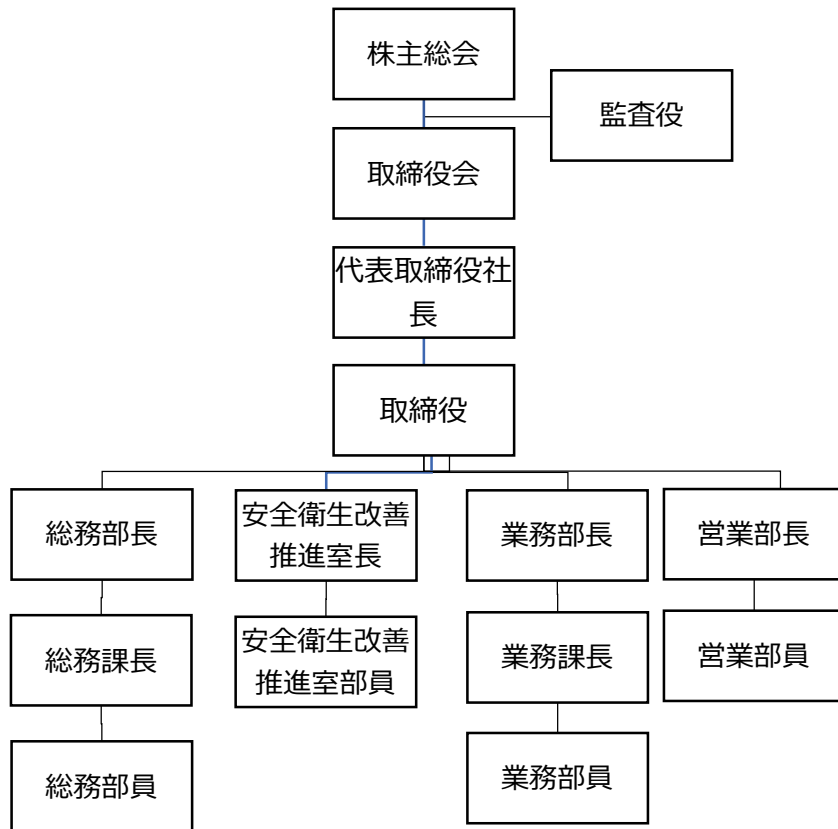 株主総会
監査役
取締役会
代表取締役社
長
取締役
総務部長
安全衛生改善
推進室長
業務部長
営業部長
総務課長
安全衛生改善
推進室部員
業務課長
営業部員
総務部員
業務部員